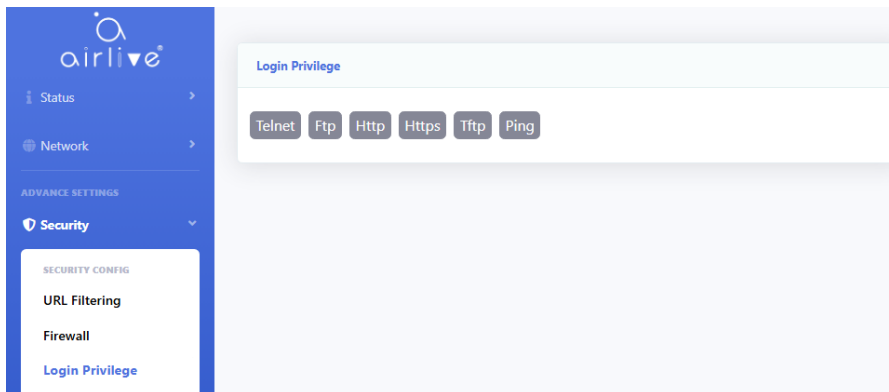 airlive®
Status
Network
ADVANCE SETTINGS
Security
SECURITY CONFIG
URL Filtering
Firewall
Login Privilege
Login Privilege
Telnet Ftp Http Https Tftp Ping